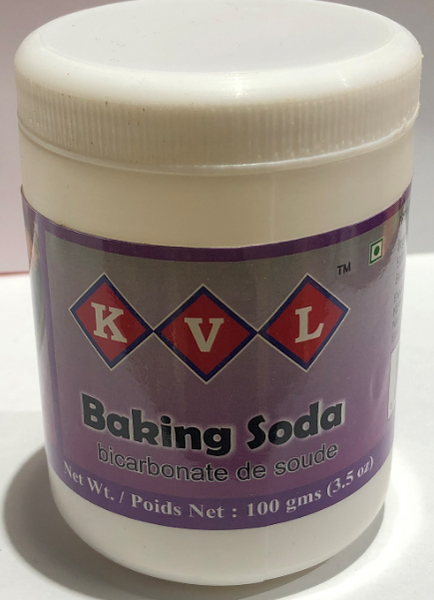 K V L TM
Baking Soda
bicarbonate de soude
Net Wt. / Poids Net : 100 gms (3.5 oz)